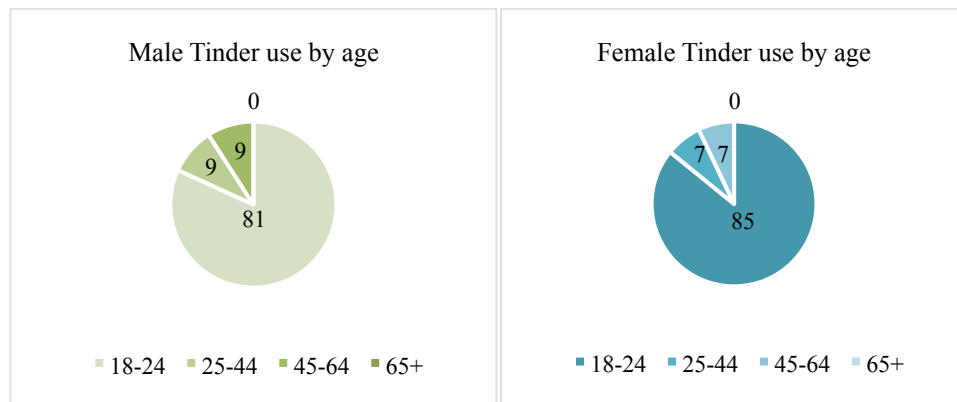 Male Tinder use by age
0
9
9
81
18-24 25-44 45-64 65+
Female Tinder use by age
0
7 7
85
18-24 25-44 45-64 65+